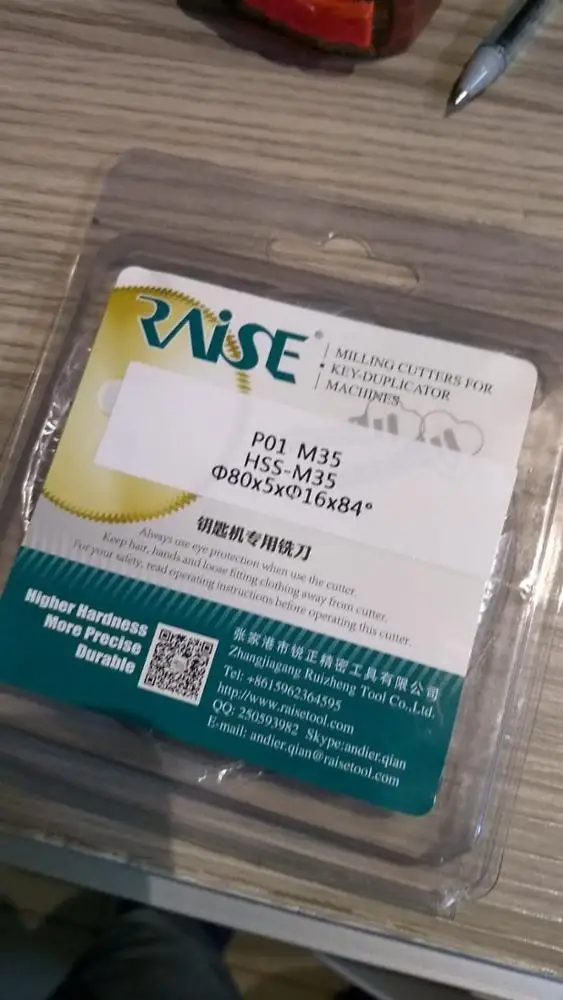 RAiSE®
MILLING CUTTERS FOR
KEY-DUPLICATOR
MACHINES
P01 M35
HSS-M35
Φ80x5xΦ16x84°
钥匙机专用铣刀
Always use eye protection when use the cutter.
Keep hair, hands and loose fitting clothing away from cutter.
For your safety, read operating instructions before operating this cutter.
Higher Hardness
More Precise
Durable
张家港市锐正精密工具有限公司
Zhangjiagang Ruizheng Tool Co.,Ltd.
Tel: +8615962364595
http://www.raisetool.com
QQ: 250593982 Skype:andier.qian
E-mail: andier.qian@raisetool.com